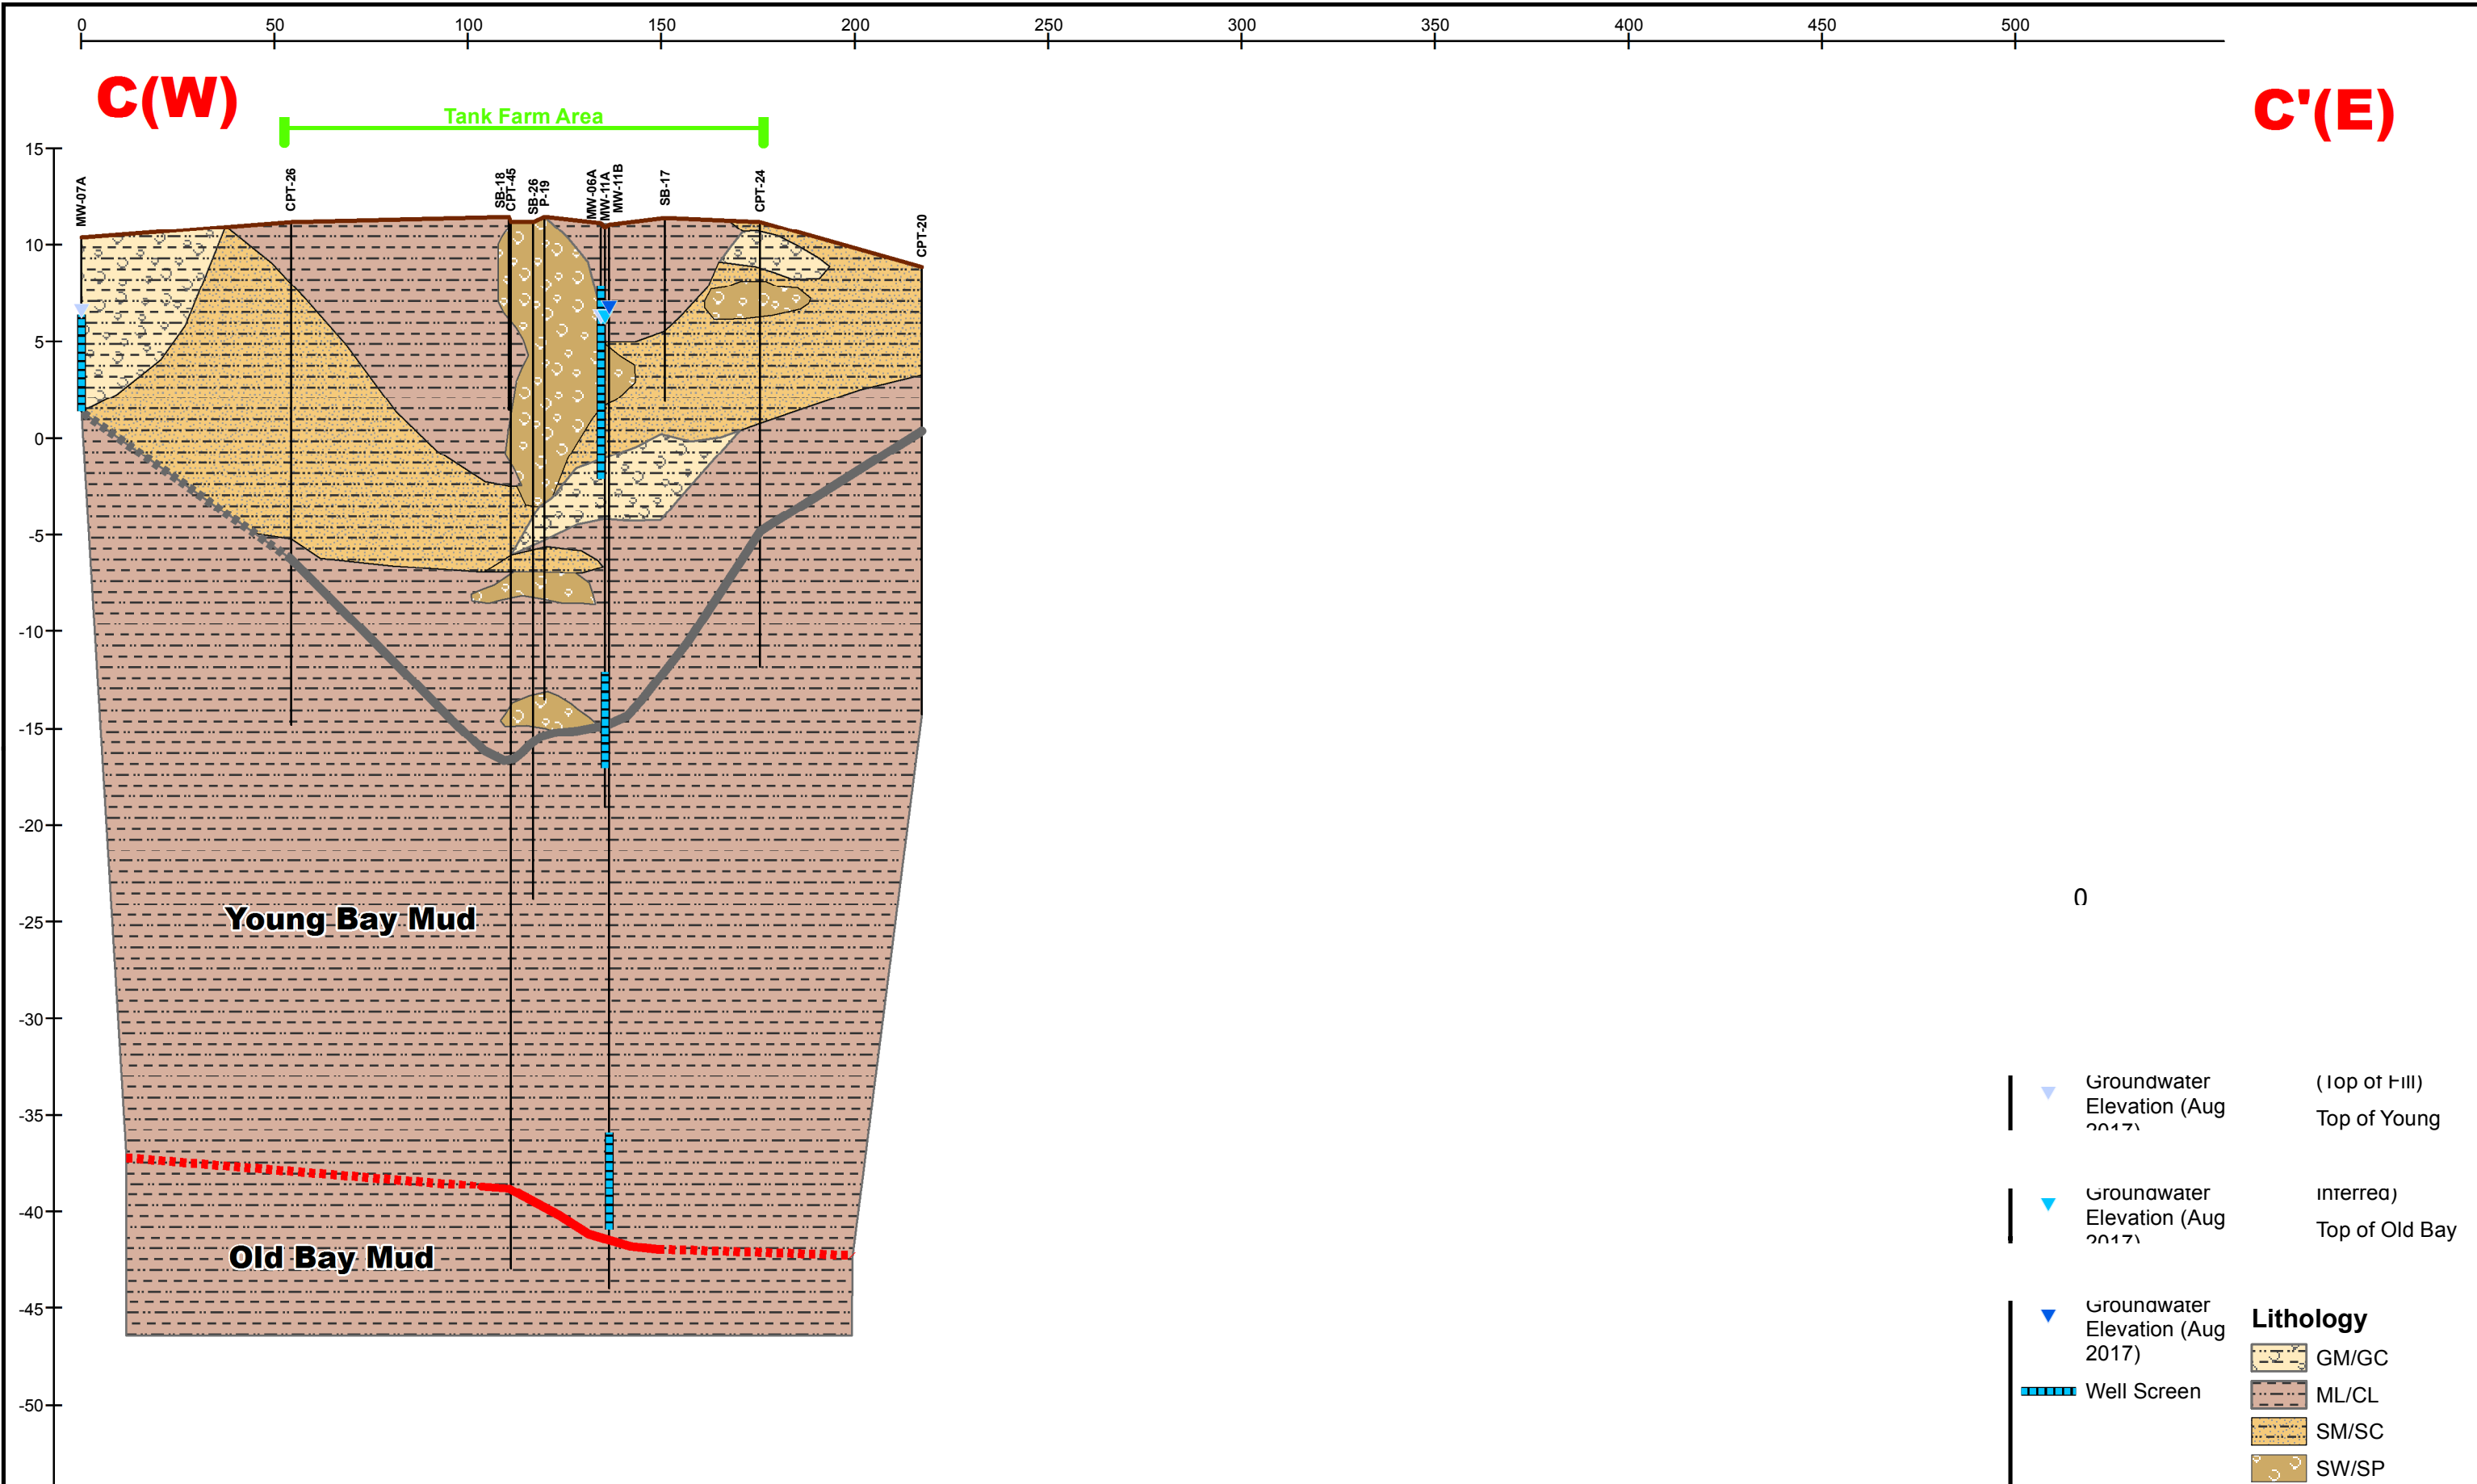 0 50 100 150 200 250 300 350 400 450 500
C(W)
C'(E)
Tank Farm Area
15
10
5
0
-5
-10
-15
-20
-25
-30
-35
-40
-45
-50
MW-07A
CPT-26
SB-18
CPT-45
SB-26
P-19
MW-06A
MW-11A
MW-11B
SB-17
CPT-24
CPT-20
Young Bay Mud
Old Bay Mud
0
Groundwater
Elevation (Aug
2017)
Groundwater
Elevation (Aug
2017)
Groundwater
Elevation (Aug
2017)
Well Screen
(Top of Fill)
Top of Young
Inferred)
Top of Old Bay
Lithology
GM/GC
ML/CL
SM/SC
SW/SP